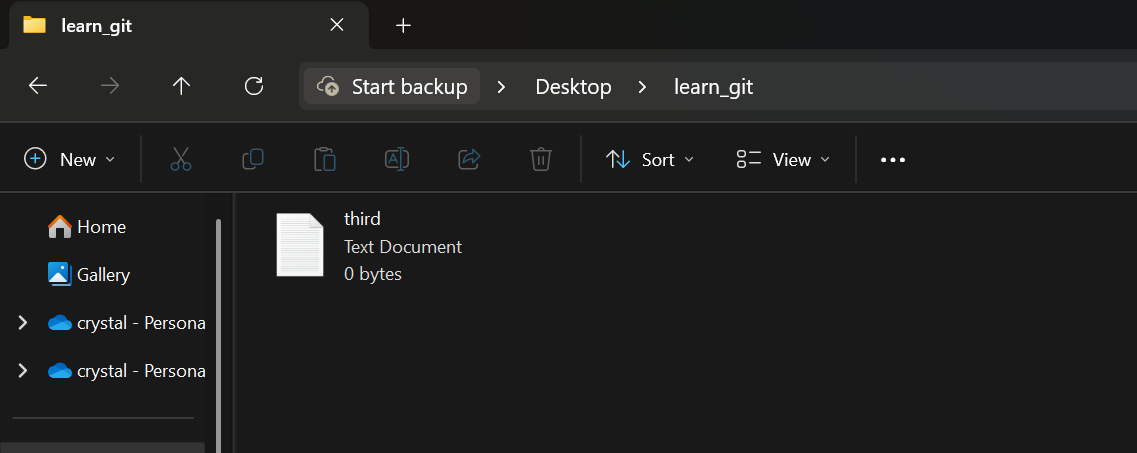 learn_git
Start backup > Desktop > learn_git
New Sort View
Home
Gallery
crystal - Persona
crystal - Persona
third
Text Document
0 bytes